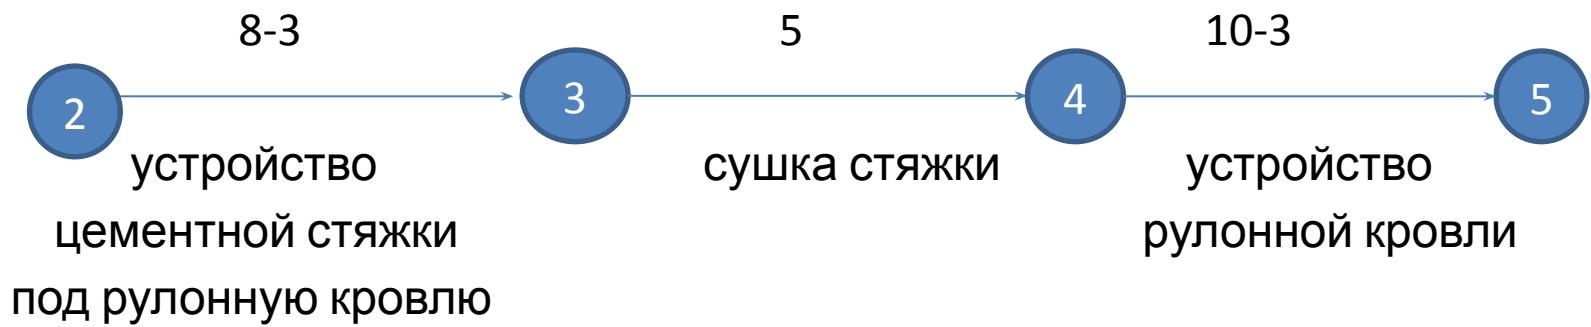 8-3 5 10-3
2 3 4 5
устройство сушка стяжки устройство
цементной стяжки рулонной кровли
под рулонную кровлю